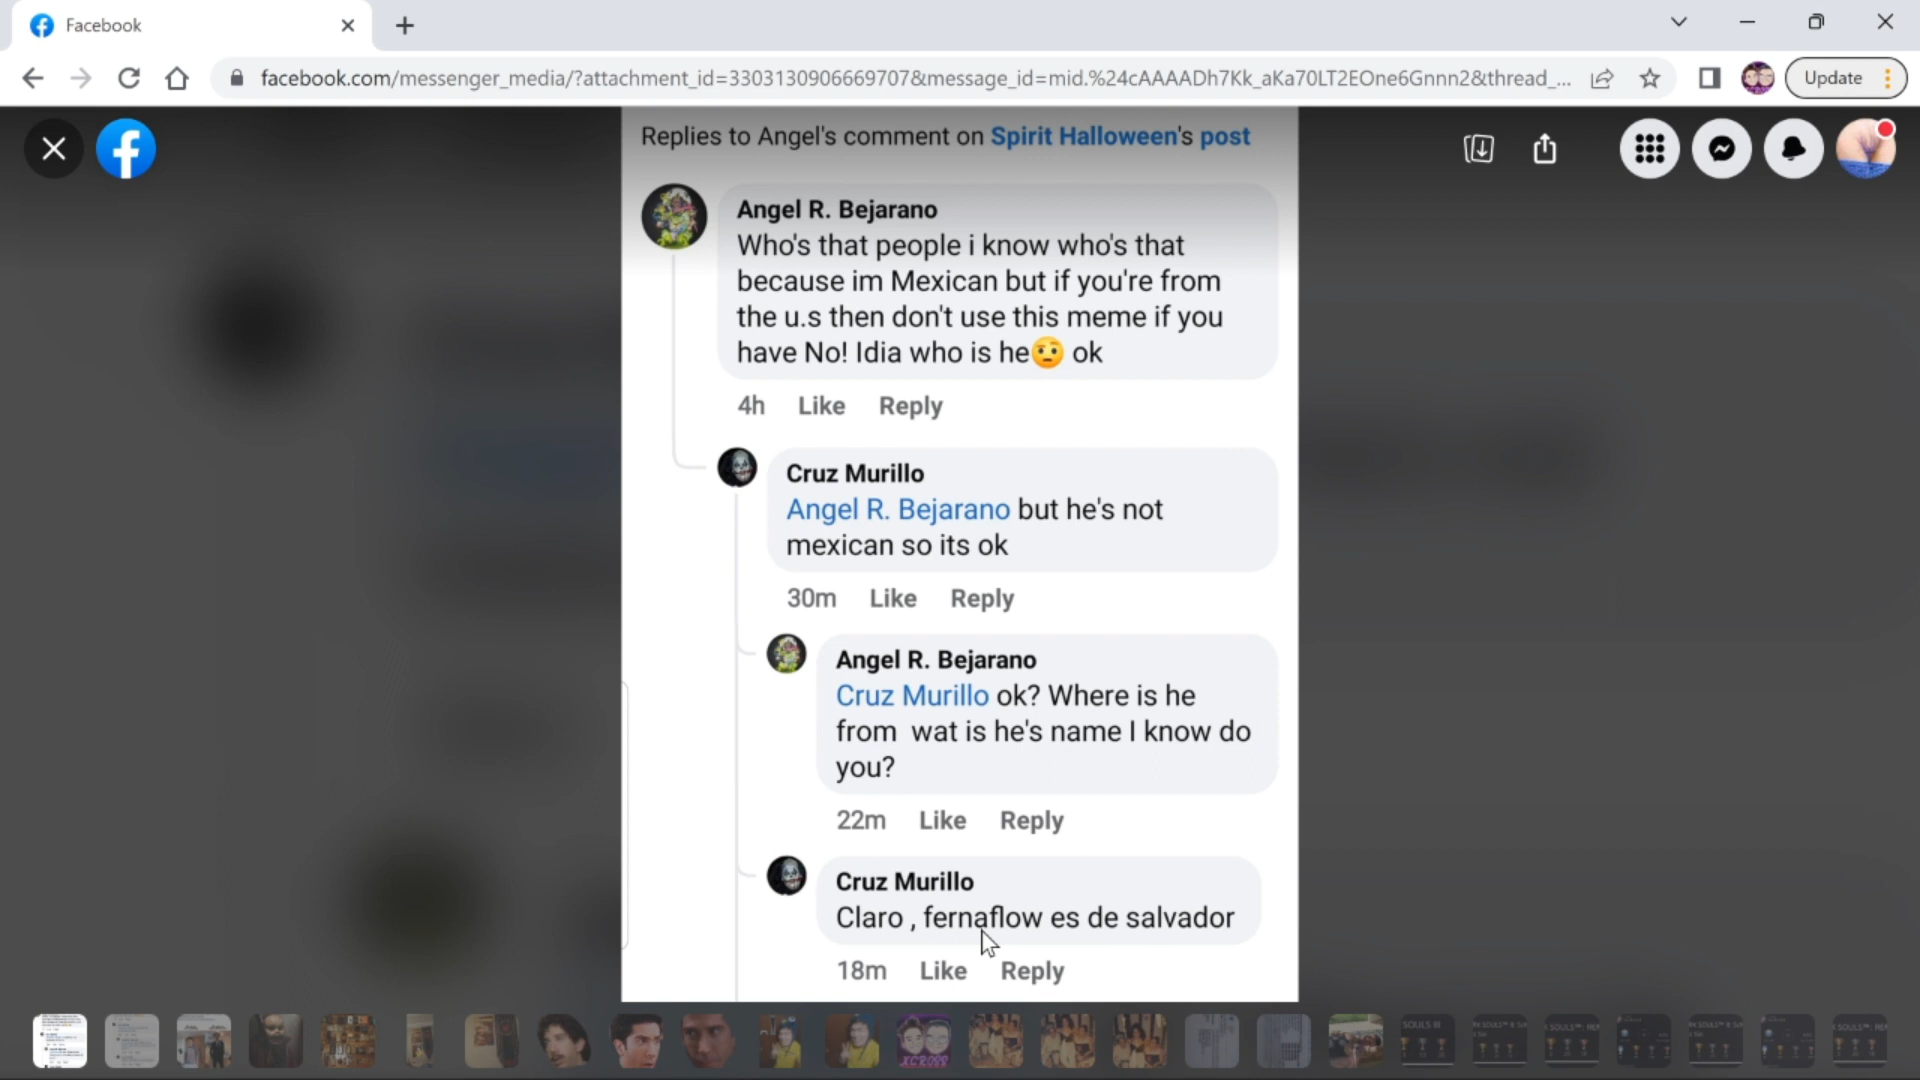 Facebook
facebook.com/messenger_media/?attachment_id=3303130906669707&message_id=mid.%24cAAAADh7Kk_aKa70LT2EOne6Gnnn2&thread_...
Update
Replies to Angel's comment on Spirit Halloween's post
Angel R. Bejarano
Who's that people i know who's that
because im Mexican but if you're from
the u.s then don't use this meme if you
have No! Idia who is he🤨 ok
4h Like Reply
Cruz Murillo
Angel R. Bejarano but he's not
mexican so its ok
30m Like Reply
Angel R. Bejarano
Cruz Murillo ok? Where is he
from wat is he's name I know do
you?
22m Like Reply
Cruz Murillo
Claro , fernaflow es de salvador
18m Like Reply
XCROSS
SOULS III